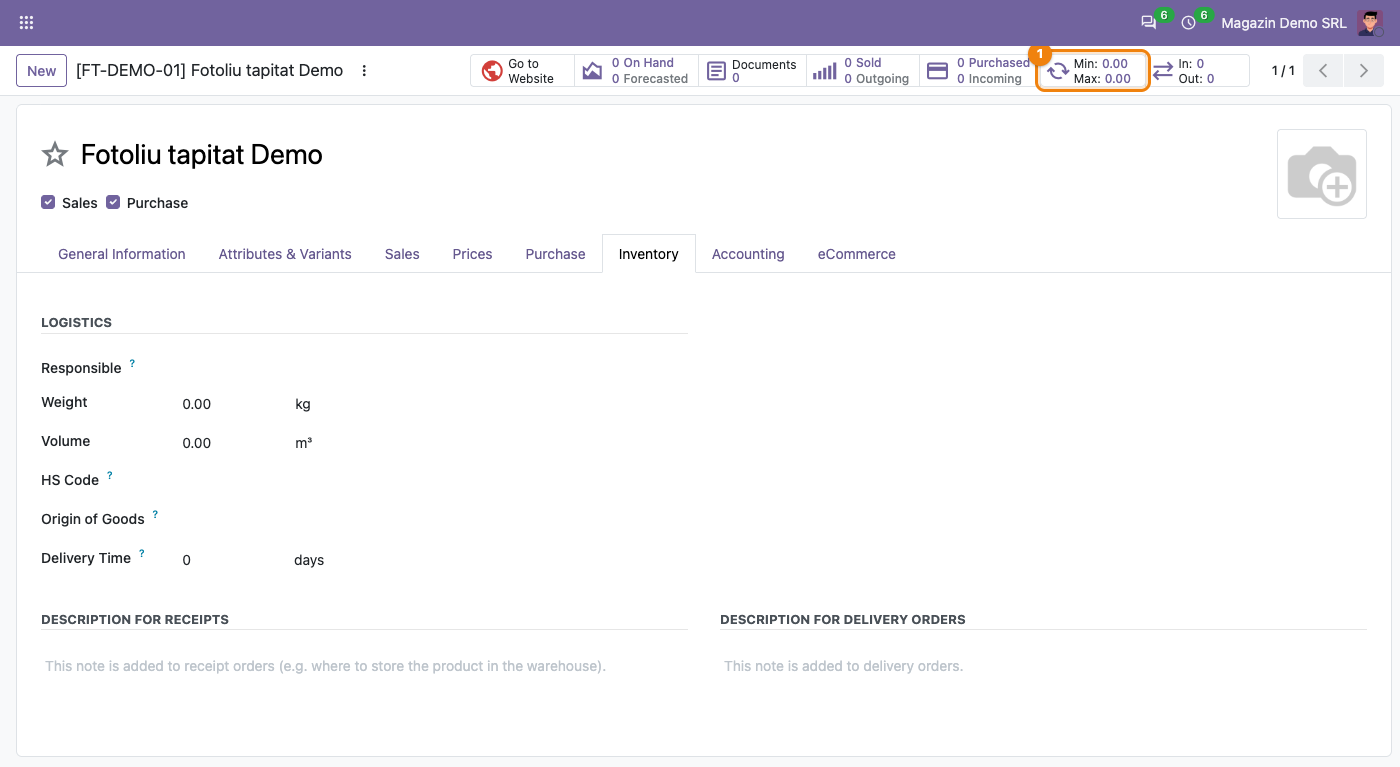 6
6
Magazin Demo SRL
New
[FT-DEMO-01] Fotoliu tapitat Demo
Go to
Website
0 On Hand
0 Forecasted
Documents
0
0 Sold
0 Outgoing
0 Purchased
0 Incoming
1
Min: 0.00
Max: 0.00
In: 0
Out: 0
1 / 1
Fotoliu tapitat Demo
Sales
Purchase
General Information
Attributes & Variants
Sales
Prices
Purchase
Inventory
Accounting
eCommerce
LOGISTICS
Responsible ?
Weight 0.00 kg
Volume 0.00 m³
HS Code ?
Origin of Goods ?
Delivery Time ? 0 days
DESCRIPTION FOR RECEIPTS
This note is added to receipt orders (e.g. where to store the product in the warehouse).
DESCRIPTION FOR DELIVERY ORDERS
This note is added to delivery orders.